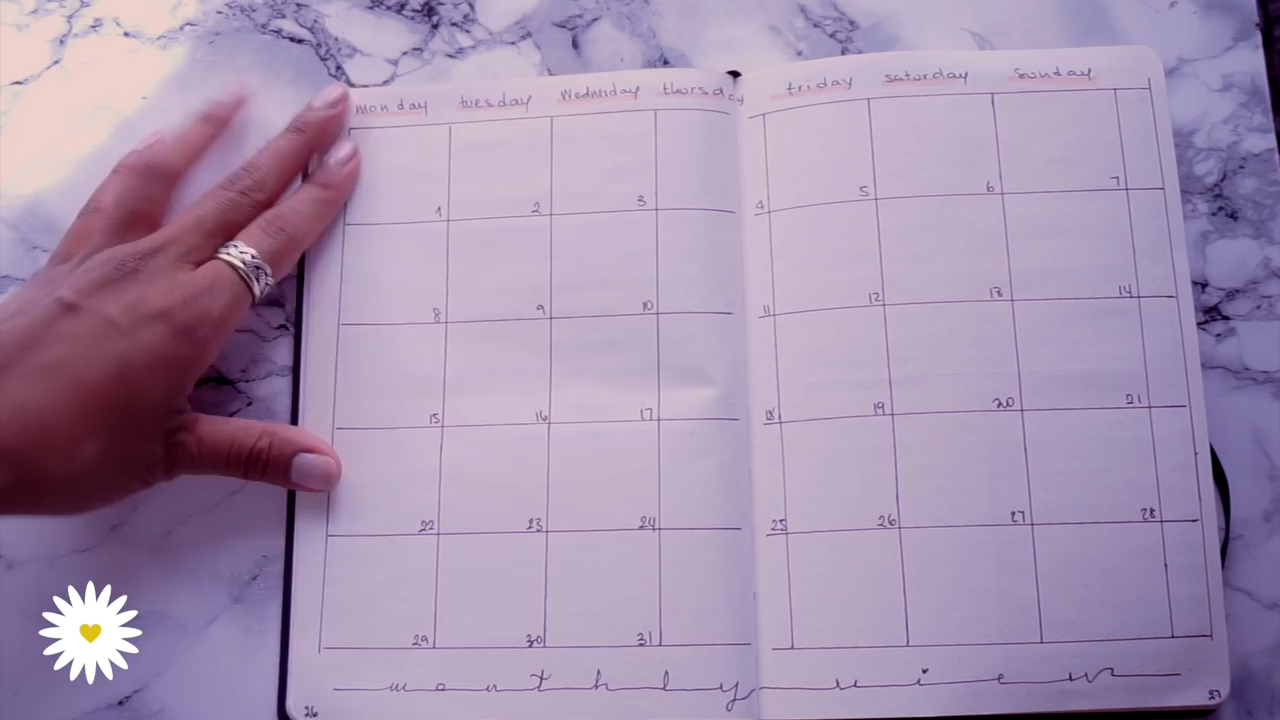 monday tuesday Wednesday thursday friday saturday Sunday
1 2 3 4 5 6 7
8 9 10 11 12 13 14
15 16 17 18 19 20 21
22 23 24 25 26 27 28
29 30 31
monthly view
26 27